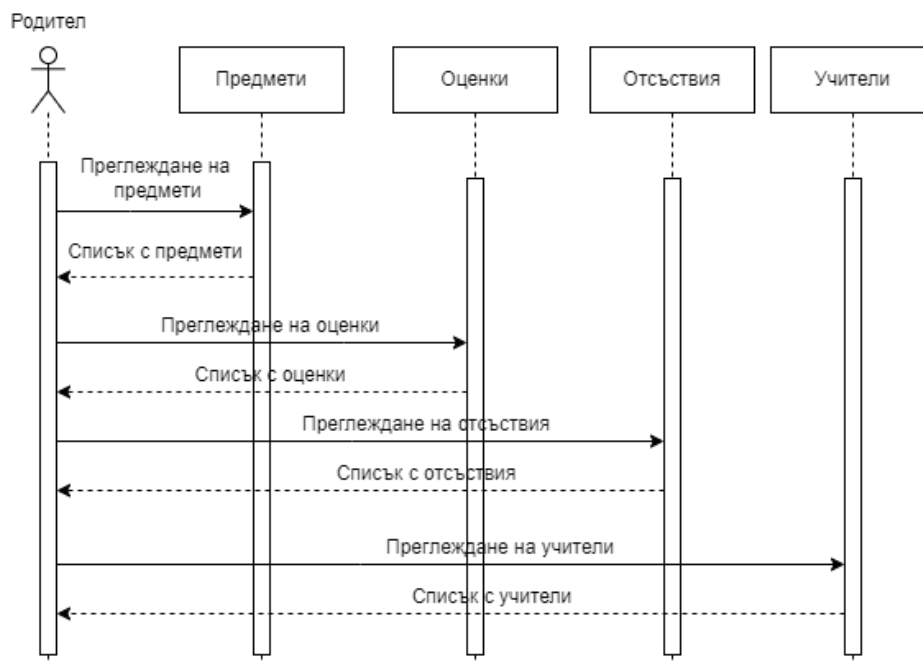 Родител
Предмети
Оценки
Отсъствия
Учители
Преглеждане на
предмети
Списък с предмети
Преглеждане на оценки
Списък с оценки
Преглеждане на отсъствия
Списък с отсъствия
Преглеждане на учители
Списък с учители